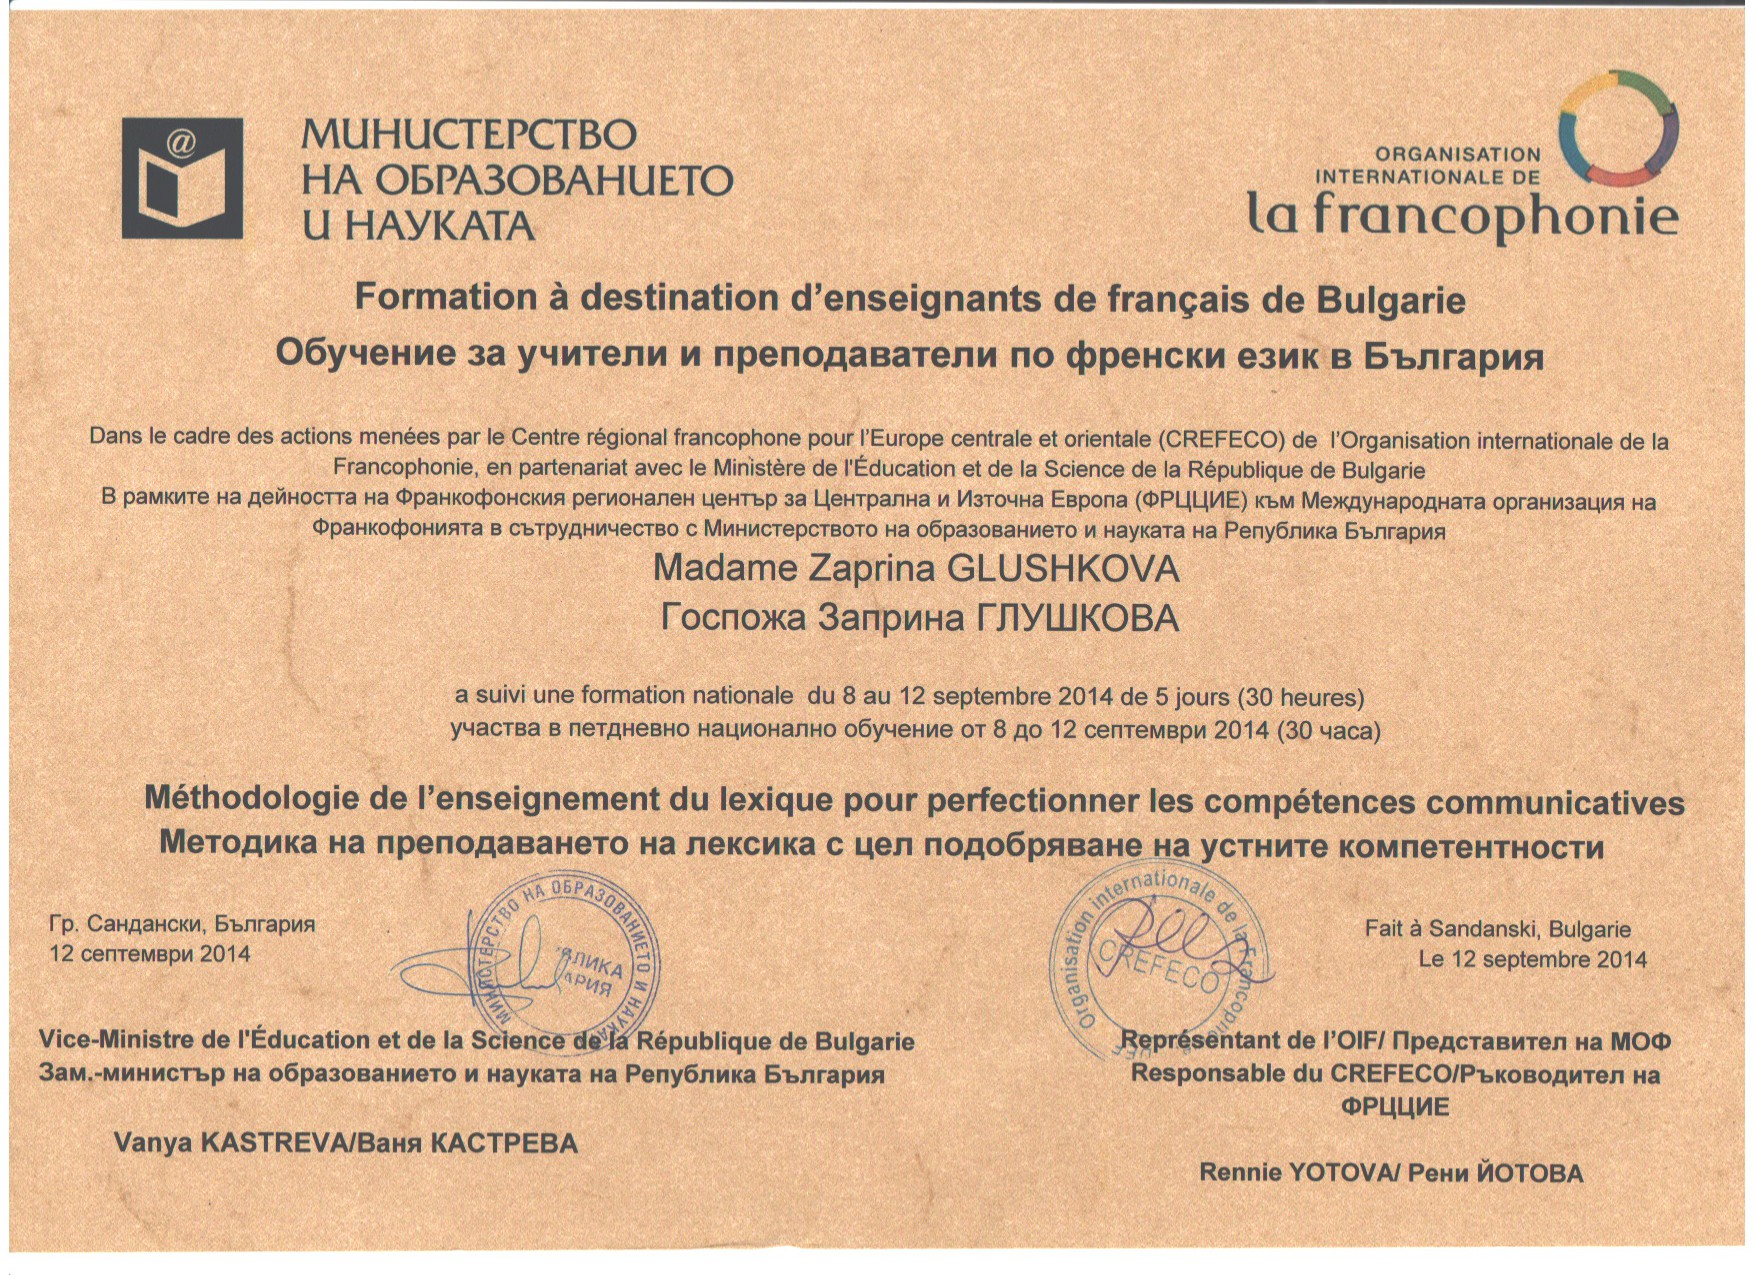 @
МИНИСТЕРСТВО
НА ОБРАЗОВАНИЕТО
И НАУКАТА
ORGANISATION
INTERNATIONALE DE
la francophonie
Formation à destination d’enseignants de français de Bulgarie
Обучение за учители и преподаватели по френски език в България
Dans le cadre des actions menées par le Centre régional francophone pour l’Europe centrale et orientale (CREFECO) de l’Organisation internationale de la
Francophonie, en partenariat avec le Ministère de l'Éducation et de la Science de la République de Bulgarie
В рамките на дейността на Франкофонския регионален център за Централна и Източна Европа (ФРЦЦИЕ) към Международната организация на
Франкофонията в сътрудничество с Министерството на образованието и науката на Република България
Madame Zaprina GLUSHKOVA
Госпожа Заприна ГЛУШКОВА
a suivi une formation nationale du 8 au 12 septembre 2014 de 5 jours (30 heures)
участва в петдневно национално обучение от 8 до 12 септември 2014 (30 часа)
Méthodologie de l’enseignement du lexique pour perfectionner les compétences communicatives
Методика на преподаването на лексика с цел подобряване на устните компетентности
Гр. Сандански, България
12 септември 2014
МИНИСТЕРСТВО НА ОБРАЗОВАНИЕТО И НАУКАТА
Organisation internationale de la Francophonie
CREFECO
Fait à Sandanski, Bulgarie
Le 12 septembre 2014
Vice-Ministre de l'Éducation et de la Science de la République de Bulgarie
Зам.-министър на образованието и науката на Република България
Vanya KASTREVA/Ваня КАСТРЕВА
Représentant de l’OIF/ Представител на МОФ
Responsable du CREFECO/Ръководител на
ФРЦЦИЕ
Rennie YOTOVA/ Рени ЙОТОВА